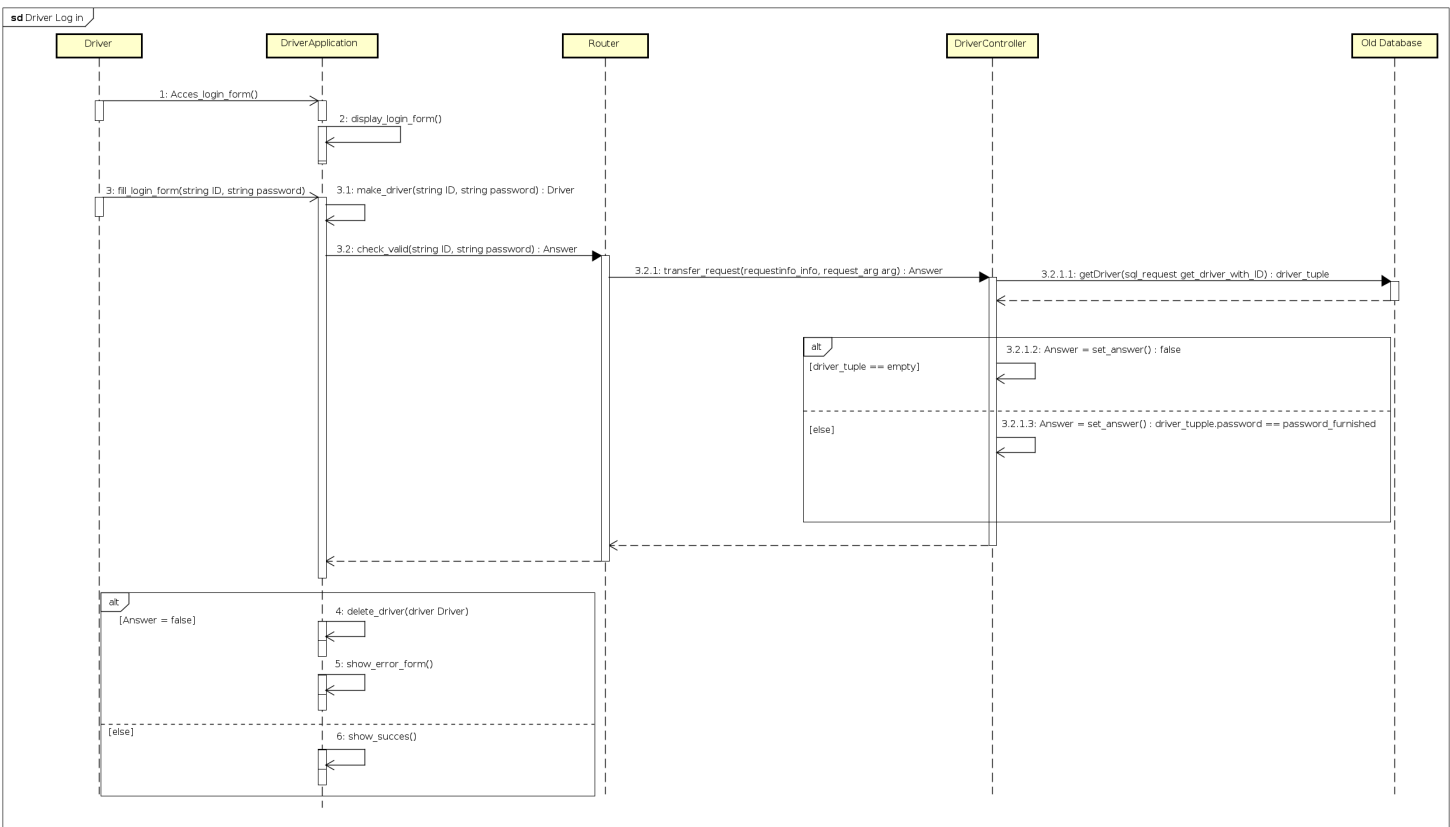 sd Driver Log in
Driver
DriverApplication
Router
DriverController
Old Database
1: Acces_login_form()
2: display_login_form()
3: fill_login_form(string ID, string password)
3.1: make_driver(string ID, string password) : Driver
3.2: check_valid(string ID, string password) : Answer
3.2.1: transfer_request(requestinfo_info, request_arg arg) : Answer
3.2.1.1: getDriver(sql_request get_driver_with_ID) : driver_tuple
alt
3.2.1.2: Answer = set_answer() : false
[driver_tuple == empty]
3.2.1.3: Answer = set_answer() : driver_tupple.password == password_furnished
[else]
alt
4: delete_driver(driver Driver)
[Answer = false]
5: show_error_form()
[else]
6: show_succes()